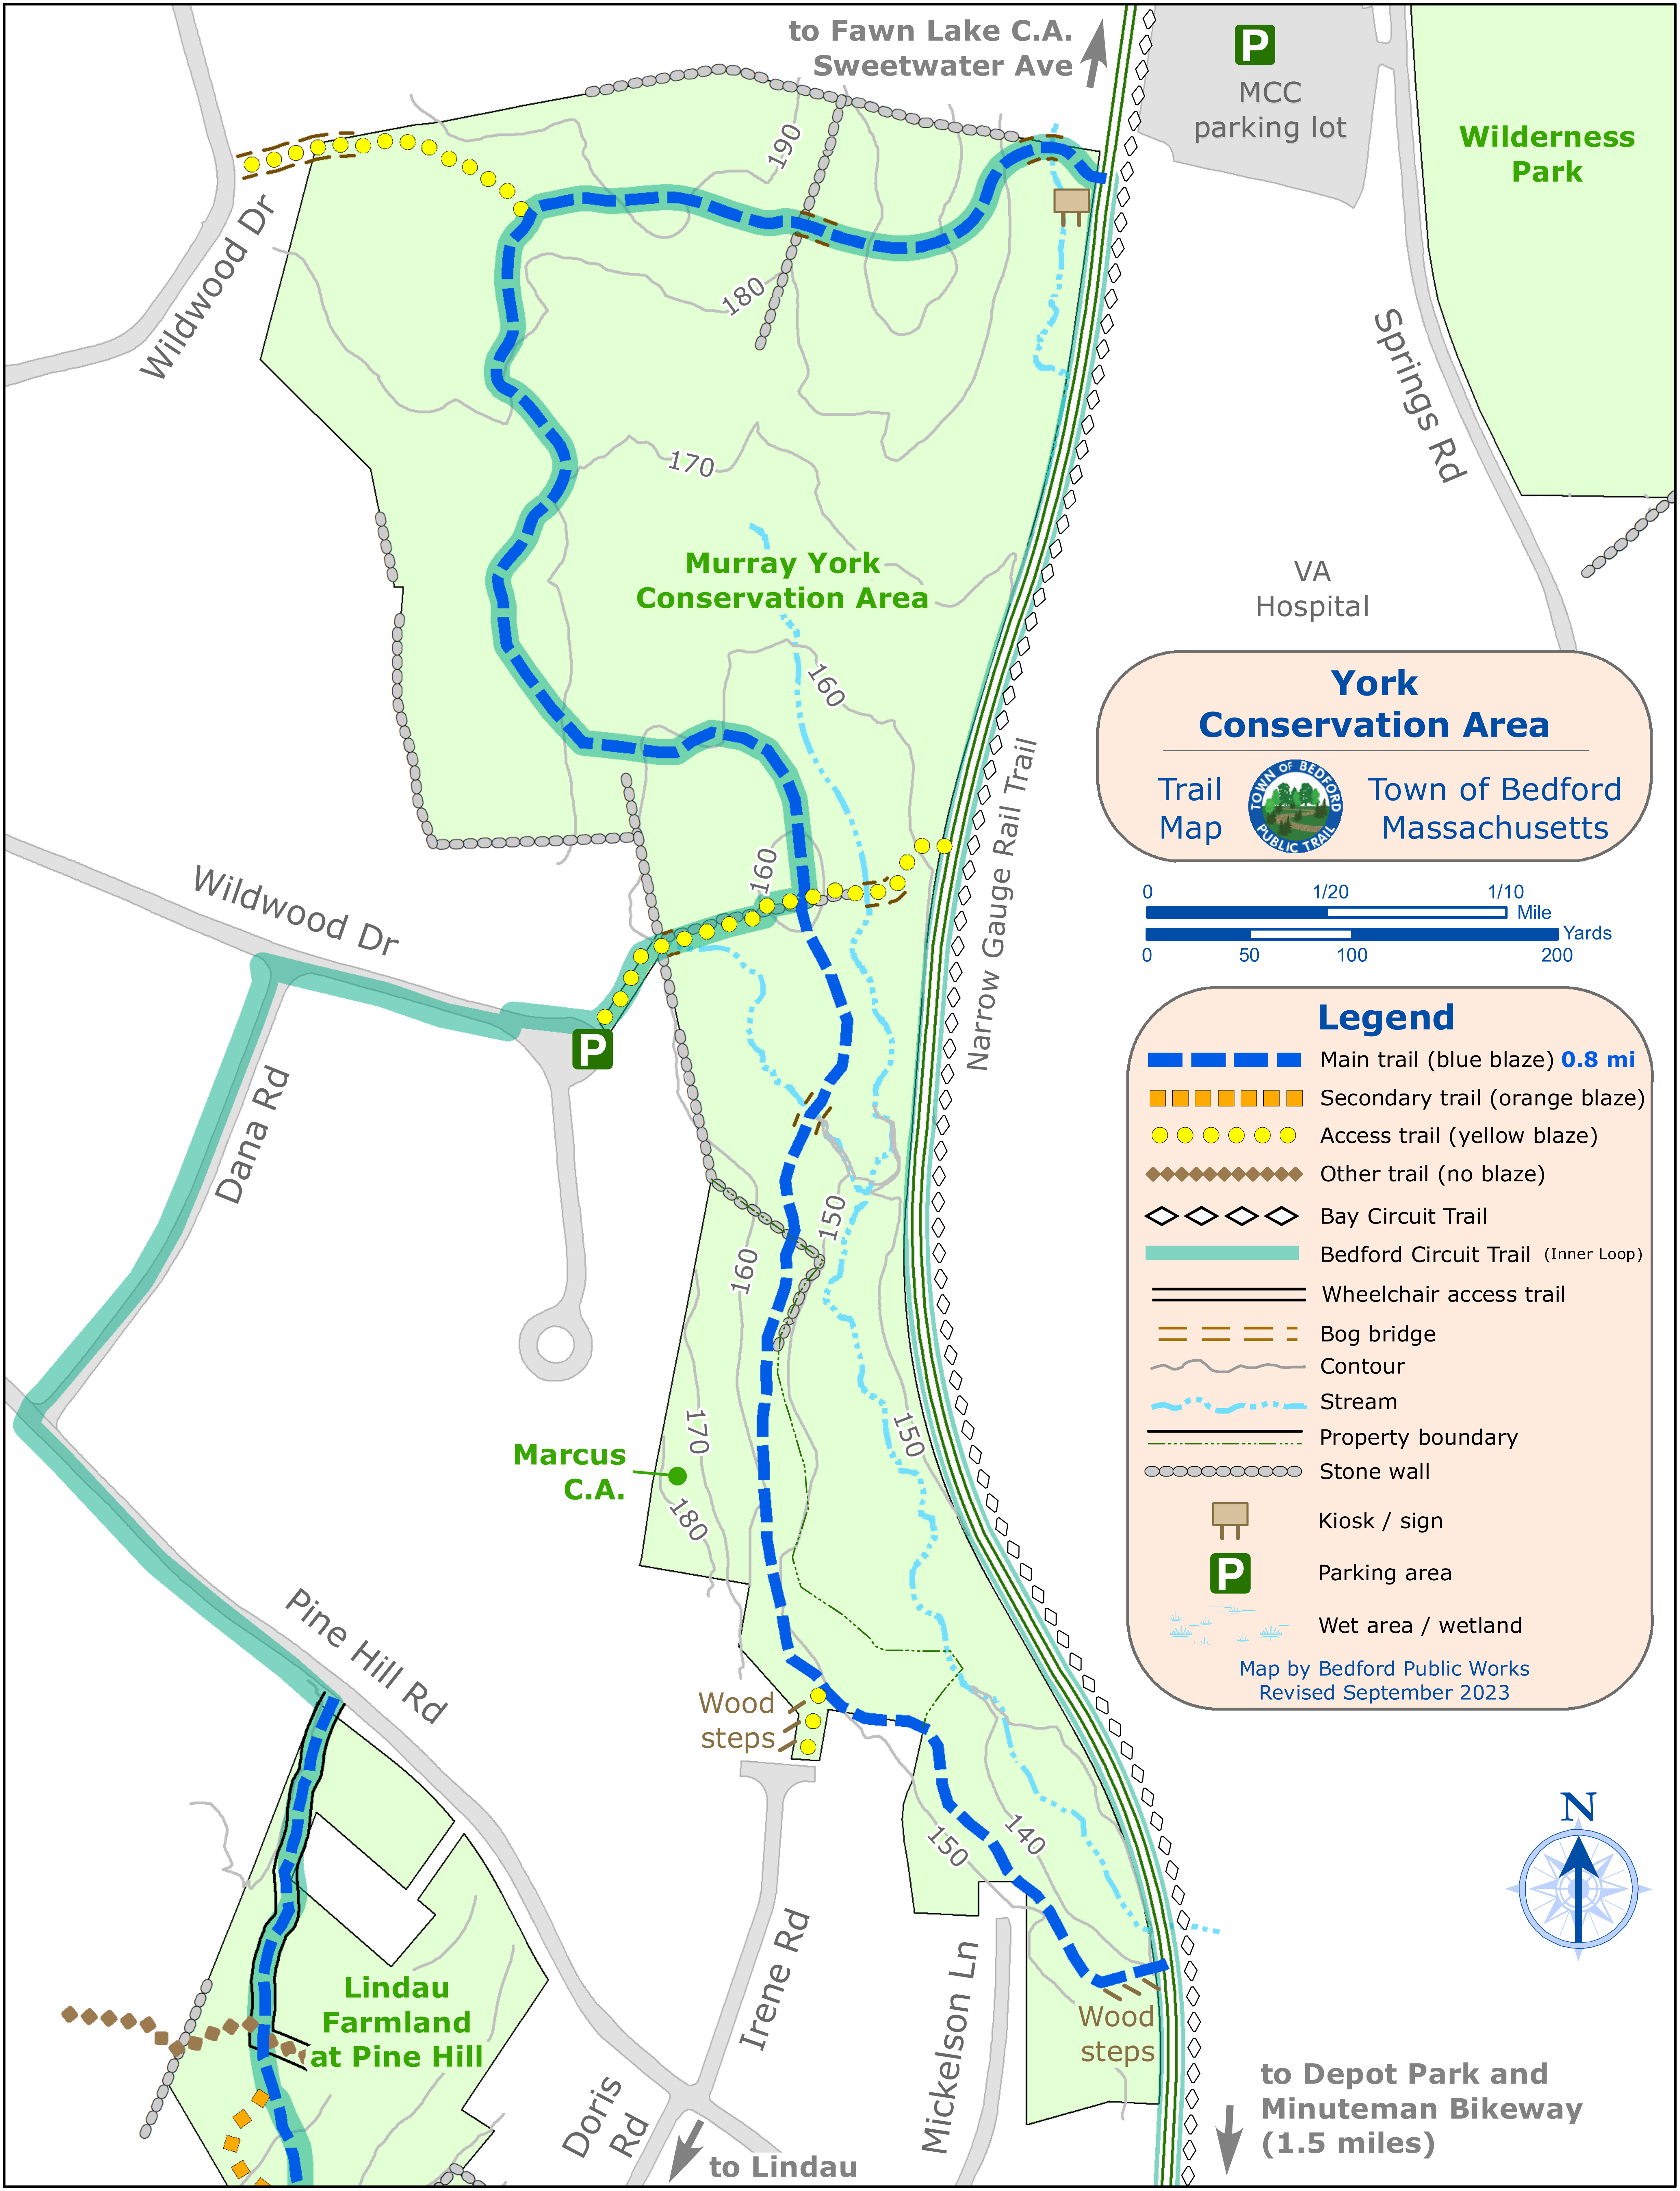 to Fawn Lake C.A.
Sweetwater Ave
P
MCC
parking lot
Wilderness
Park
190
Wildwood Dr
180
Springs Rd
170
Murray York
Conservation Area
VA
Hospital
160
York
Conservation Area
Trail
Map
TOWN OF BEDFORD
PUBLIC TRAIL
Town of Bedford
Massachusetts
Narrow Gauge Rail Trail
160
Wildwood Dr
0 1/20 1/10
Mile
Yards
0 50 100 200
P
Dana Rd
Legend
Main trail (blue blaze) 0.8 mi
Secondary trail (orange blaze)
Access trail (yellow blaze)
Other trail (no blaze)
Bay Circuit Trail
Bedford Circuit Trail (Inner Loop)
Wheelchair access trail
Bog bridge
Contour
Stream
Property boundary
Stone wall
Kiosk / sign
P
Parking area
Wet area / wetland
Map by Bedford Public Works
Revised September 2023
150
160
170
150
Marcus
C.A.
180
Pine Hill Rd
Wood
steps
140
150
N
Irene Rd
Mickelson Ln
Lindau
Farmland
at Pine Hill
Wood
steps
Doris
Rd
to Lindau
to Depot Park and
Minuteman Bikeway
(1.5 miles)